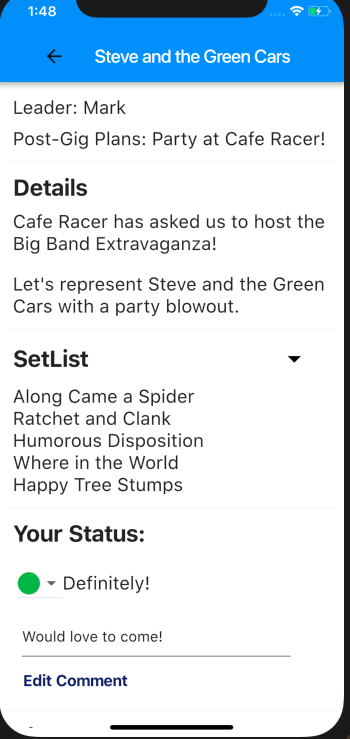 1:48
Steve and the Green Cars
Leader: Mark
Post-Gig Plans: Party at Cafe Racer!
Details
Cafe Racer has asked us to host the
Big Band Extravaganza!
Let's represent Steve and the Green
Cars with a party blowout.
SetList
Along Came a Spider
Ratchet and Clank
Humorous Disposition
Where in the World
Happy Tree Stumps
Your Status:
Definitely!
Would love to come!
Edit Comment